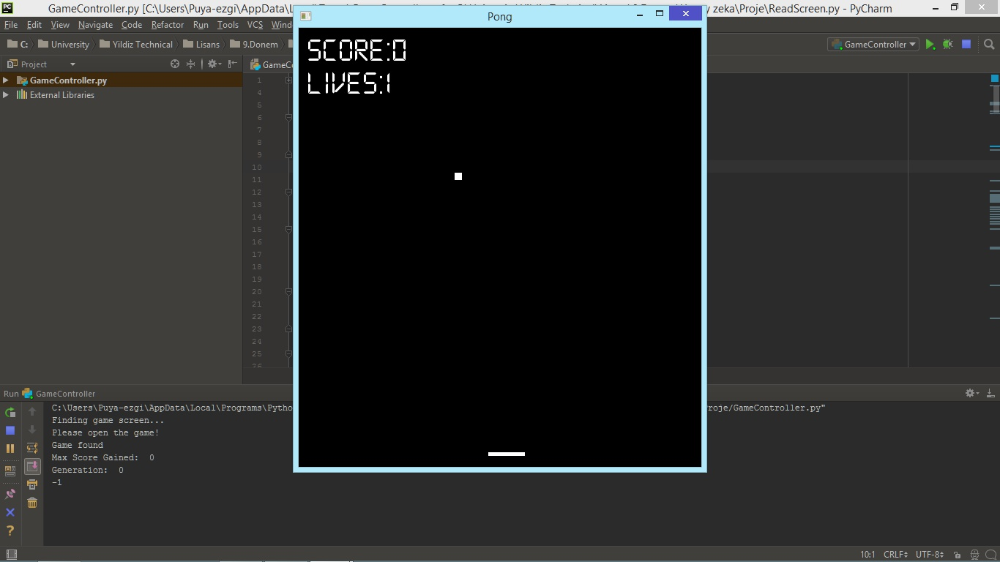 GameController.py [C:\Users\Puya-ezgi\AppData\L
zeka\Proje\ReadScreen.py - PyCharm
File Edit View Navigate Code Refactor Run Tools VCS Wind
C: University Yildiz Technical Lisans 9.Donem
GameController
Project
GameC
GameController.py
External Libraries
1
4
5
6
7
8
9
10
11
12
13
14
15
16
17
18
19
20
21
22
23
24
25
26
Pong
SCORE:0
LIVES:1
Run GameController
C:\Users\Puya-ezgi\AppData\Local\Programs\Pytho
roje/GameController.py"
Finding game screen...
Please open the game!
Game found
Max Score Gained: 0
Generation: 0
-1
10:1 CRLF UTF-8